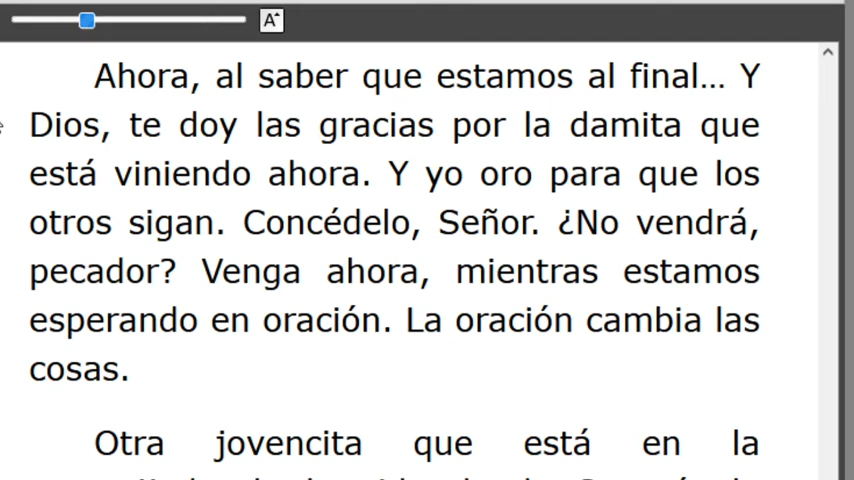 A
Ahora, al saber que estamos al final... Y
Dios, te doy las gracias por la damita que
está viniendo ahora. Y yo oro para que los
otros sigan. Concédelo, Señor. ¿No vendrá,
pecador? Venga ahora, mientras estamos
esperando en oración. La oración cambia las
cosas.
Otra jovencita que está en la